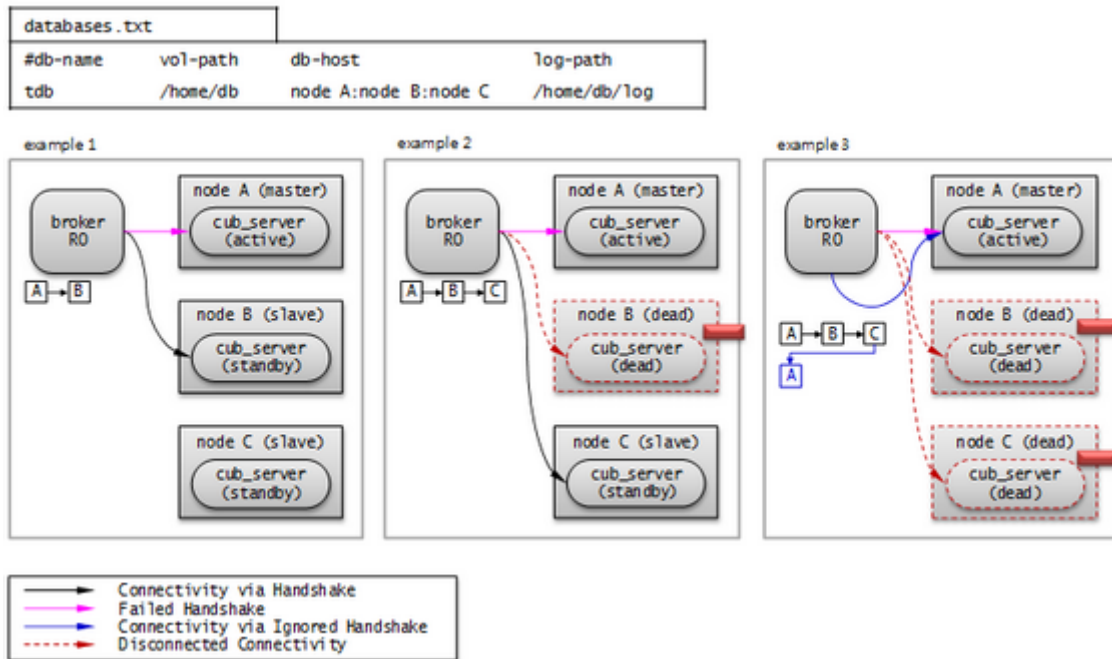 databases.txt
#db-name vol-path db-host log-path
tdb /home/db node A:node B:node C /home/db/log
example 1
broker
RO
A B
node A (master)
cub_server
(active)
node B (slave)
cub_server
(standby)
node C (slave)
cub_server
(standby)
example 2
broker
RO
A B C
node A (master)
cub_server
(active)
node B (dead)
cub_server
(dead)
node C (slave)
cub_server
(standby)
example 3
broker
RO
A B C
A
node A (master)
cub_server
(active)
node B (dead)
cub_server
(dead)
node C (dead)
cub_server
(dead)
Connectivity via Handshake
Failed Handshake
Connectivity via Ignored Handshake
Disconnected Connectivity